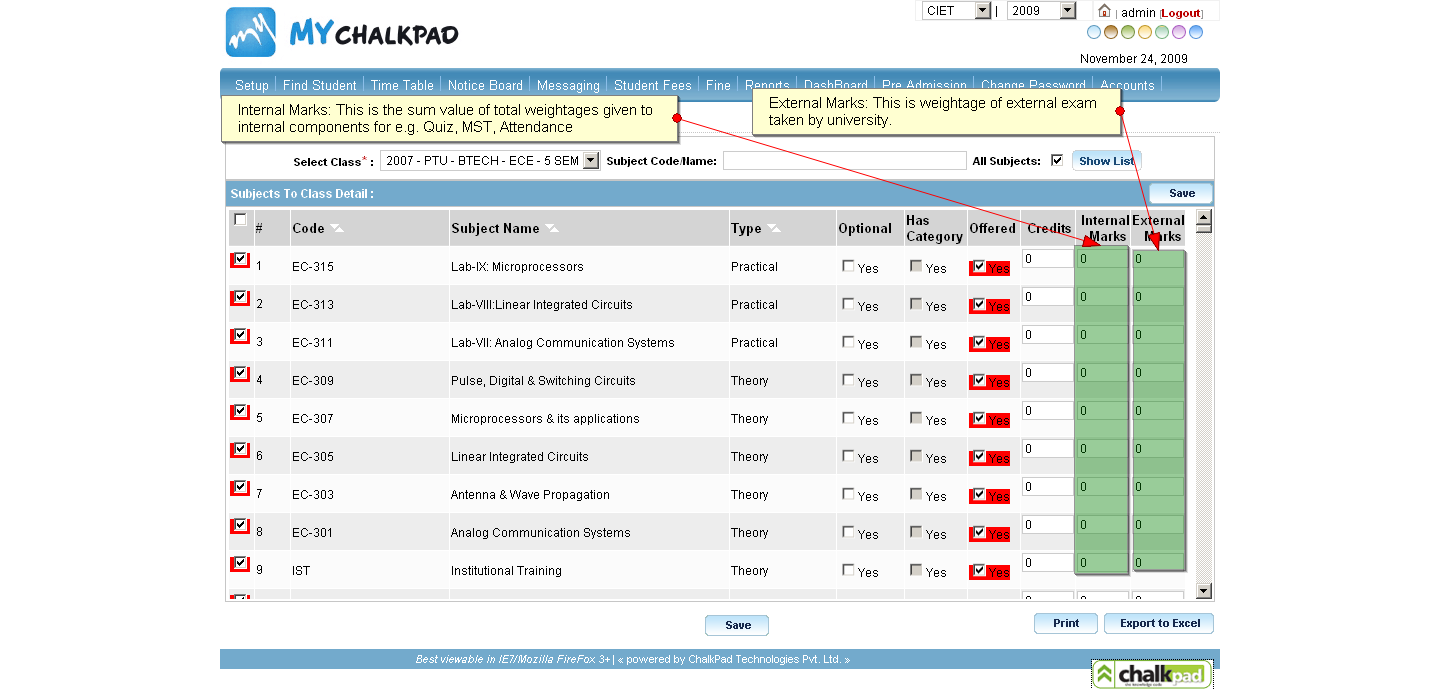 CIET 2009 | admin [Logout]
MYCHALKPAD
November 24, 2009
Setup Find Student Time Table Notice Board Messaging Student Fees Fine Reports DashBoard Pre Admission Change Password Accounts
Internal Marks: This is the sum value of total weightages given to
internal components for e.g. Quiz, MST, Attendance
External Marks: This is weightage of external exam
taken by university.
Select Class* : 2007 - PTU - BTECH - ECE - 5 SEM Subject Code/Name: All Subjects: Show List
Subjects To Class Detail : Save
# Code Subject Name Type Optional Has Category Offered Credits Internal Marks External Marks
1 EC-315 Lab-IX: Microprocessors Practical Yes Yes Yes 0 0 0
2 EC-313 Lab-VIII:Linear Integrated Circuits Practical Yes Yes Yes 0 0 0
3 EC-311 Lab-VII: Analog Communication Systems Practical Yes Yes Yes 0 0 0
4 EC-309 Pulse, Digital & Switching Circuits Theory Yes Yes Yes 0 0 0
5 EC-307 Microprocessors & its applications Theory Yes Yes Yes 0 0 0
6 EC-305 Linear Integrated Circuits Theory Yes Yes Yes 0 0 0
7 EC-303 Antenna & Wave Propagation Theory Yes Yes Yes 0 0 0
8 EC-301 Analog Communication Systems Theory Yes Yes Yes 0 0 0
9 IST Institutional Training Theory Yes Yes Yes 0 0 0
Save Print Export to Excel
Best viewable in IE7/Mozilla FireFox 3+| « powered by ChalkPad Technologies Pvt. Ltd. »
chalkpad